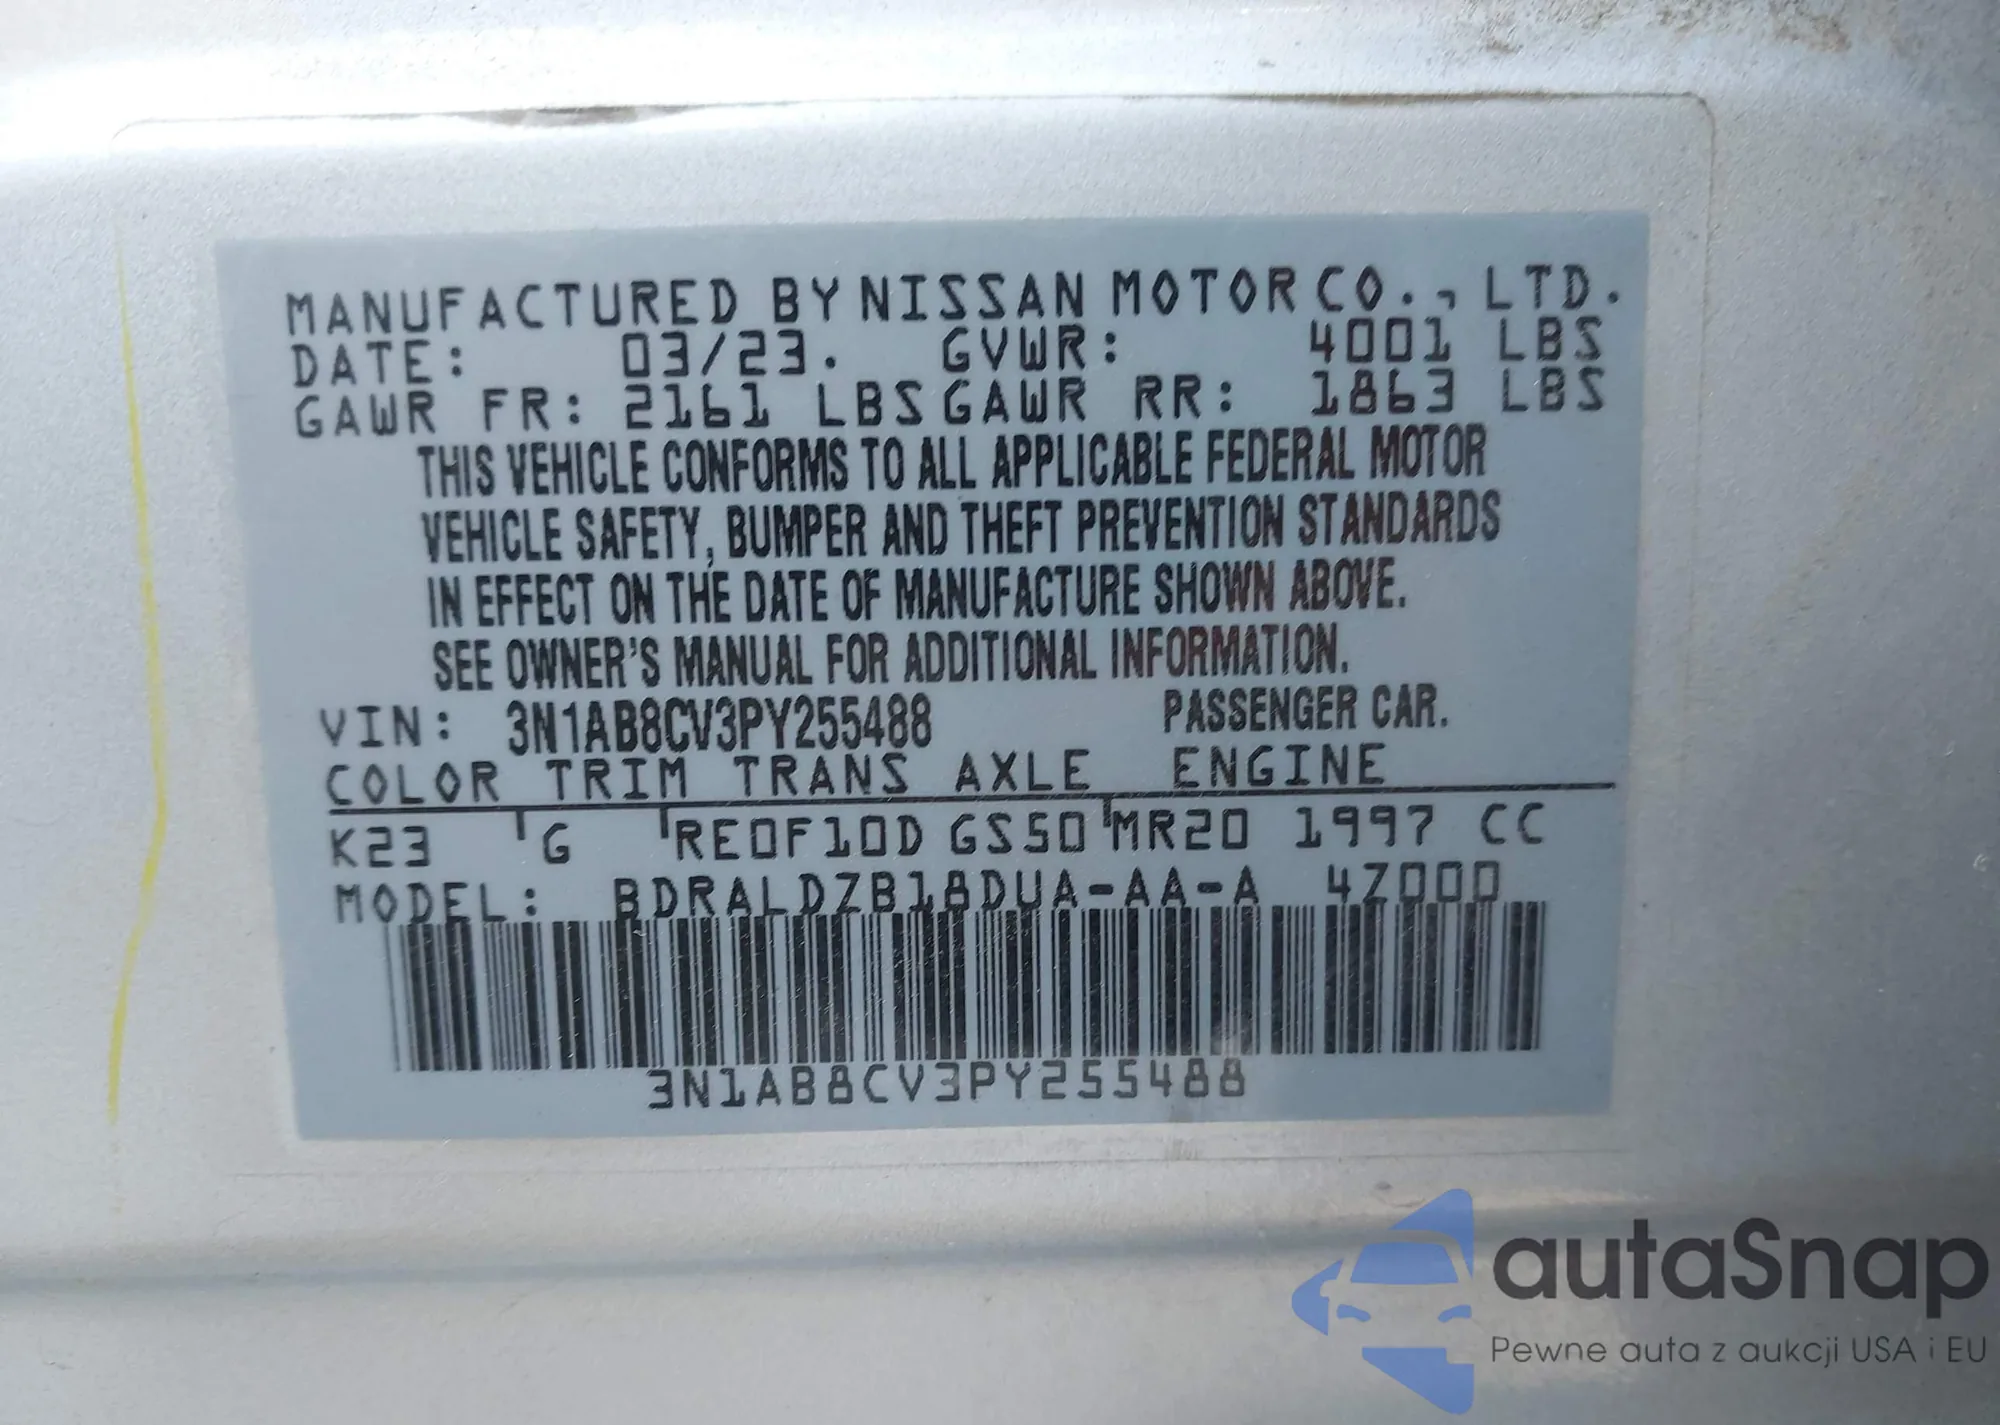 MANUFACTURED BY NISSAN MOTOR CO., LTD.
DATE: 03/23. GVWR: 4001 LBS
GAWR FR: 2161 LBS GAWR RR: 1863 LBS
THIS VEHICLE CONFORMS TO ALL APPLICABLE FEDERAL MOTOR
VEHICLE SAFETY, BUMPER AND THEFT PREVENTION STANDARDS
IN EFFECT ON THE DATE OF MANUFACTURE SHOWN ABOVE.
SEE OWNER'S MANUAL FOR ADDITIONAL INFORMATION.
VIN: 3N1AB8CV3PY255488 PASSENGER CAR.
COLOR TRIM TRANS AXLE ENGINE
K23 G RE0F10D GS50 MR20 1997 CC
MODEL: BDRALDZB18DUA-AA-A 4Z000
3N1AB8CV3PY255488
autaSnap
Pewne auta z aukcji USA i EU